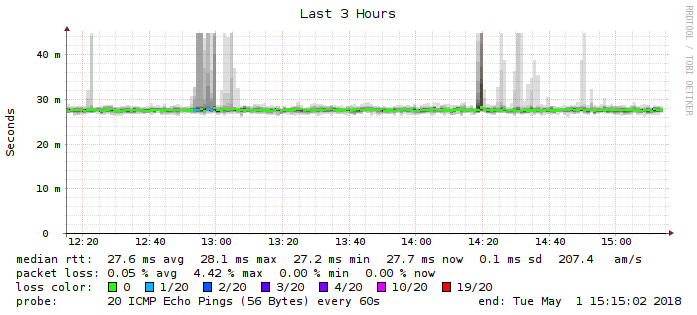 Last 3 Hours
RRDTOOL / TOBI OETIKER
Seconds
40 m
30 m
20 m
10 m
0
12:20 12:40 13:00 13:20 13:40 14:00 14:20 14:40 15:00
median rtt: 27.6 ms avg 28.1 ms max 27.2 ms min 27.7 ms now 0.1 ms sd 207.4 am/s
packet loss: 0.05 % avg 4.42 % max 0.00 % min 0.00 % now
loss color: 0 1/20 2/20 3/20 4/20 10/20 19/20
probe: 20 ICMP Echo Pings (56 Bytes) every 60s end: Tue May 1 15:15:02 2018